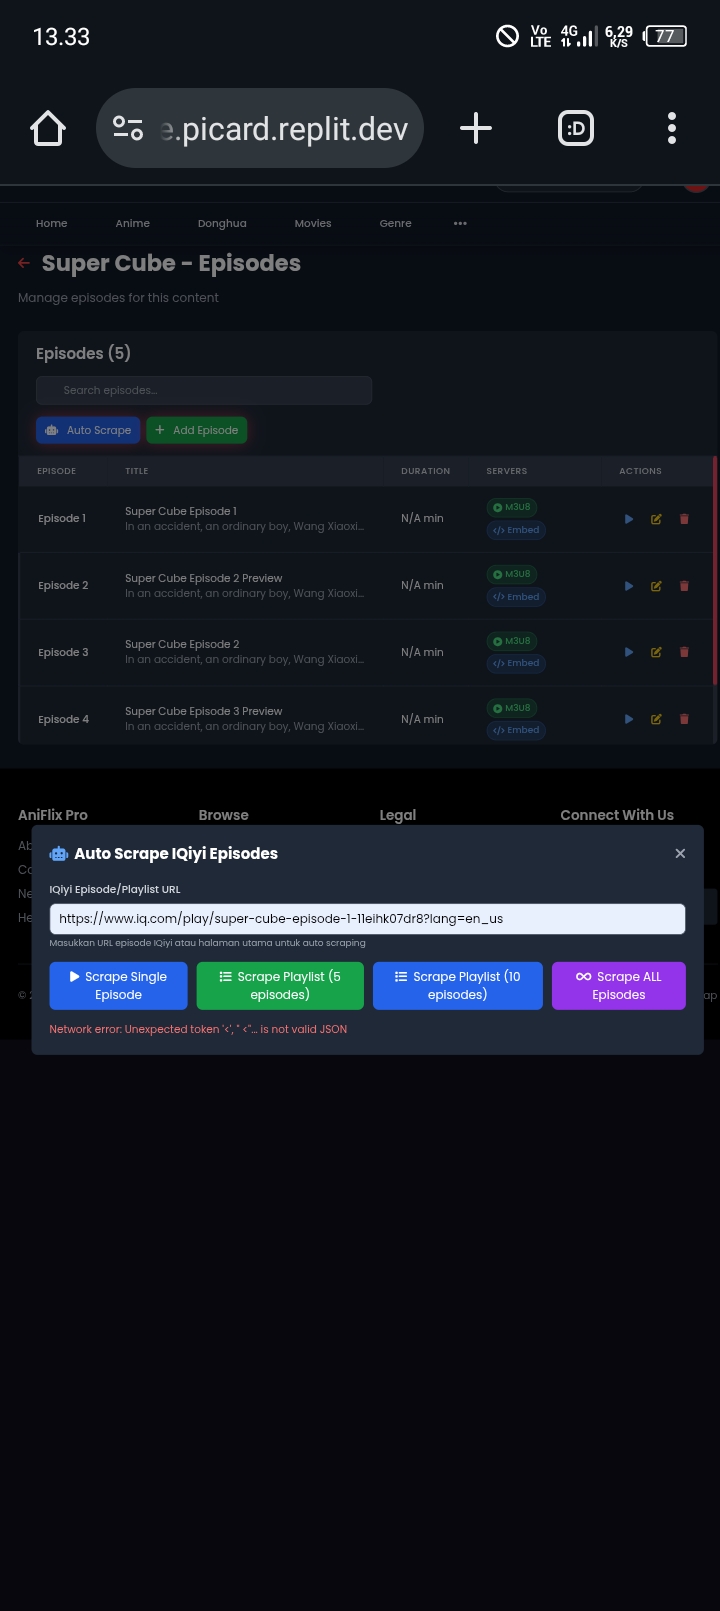 13.33
Vo LTE 4G 6,29 K/S 77
.picard.replit.dev
:D
Home Anime Donghua Movies Genre •••
← Super Cube - Episodes
Manage episodes for this content
Episodes (5)
Search episodes...
Auto Scrape + Add Episode
EPISODE TITLE DURATION SERVERS ACTIONS
Episode 1 Super Cube Episode 1 N/A min M3U8
In an accident, an ordinary boy, Wang Xiaoxi... </> Embed
Episode 2 Super Cube Episode 2 Preview N/A min M3U8
In an accident, an ordinary boy, Wang Xiaoxi... </> Embed
Episode 3 Super Cube Episode 2 N/A min M3U8
In an accident, an ordinary boy, Wang Xiaoxi... </> Embed
Episode 4 Super Cube Episode 3 Preview N/A min M3U8
In an accident, an ordinary boy, Wang Xiaoxi... </> Embed
AniFlix Pro Browse Legal Connect With Us
Auto Scrape IQiyi Episodes ×
IQiyi Episode/Playlist URL
https://www.iq.com/play/super-cube-episode-1-11eihk07dr8?lang=en_us
Masukkan URL episode IQiyi atau halaman utama untuk auto scraping
Scrape Single Episode
Scrape Playlist (5 episodes)
Scrape Playlist (10 episodes)
Scrape ALL Episodes
Network error: Unexpected token '<', " <"... is not valid JSON